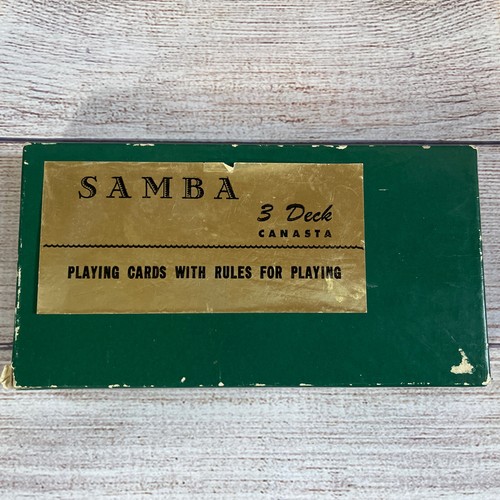 SAMBA
3 Deck
CANASTA
PLAYING CARDS WITH RULES FOR PLAYING